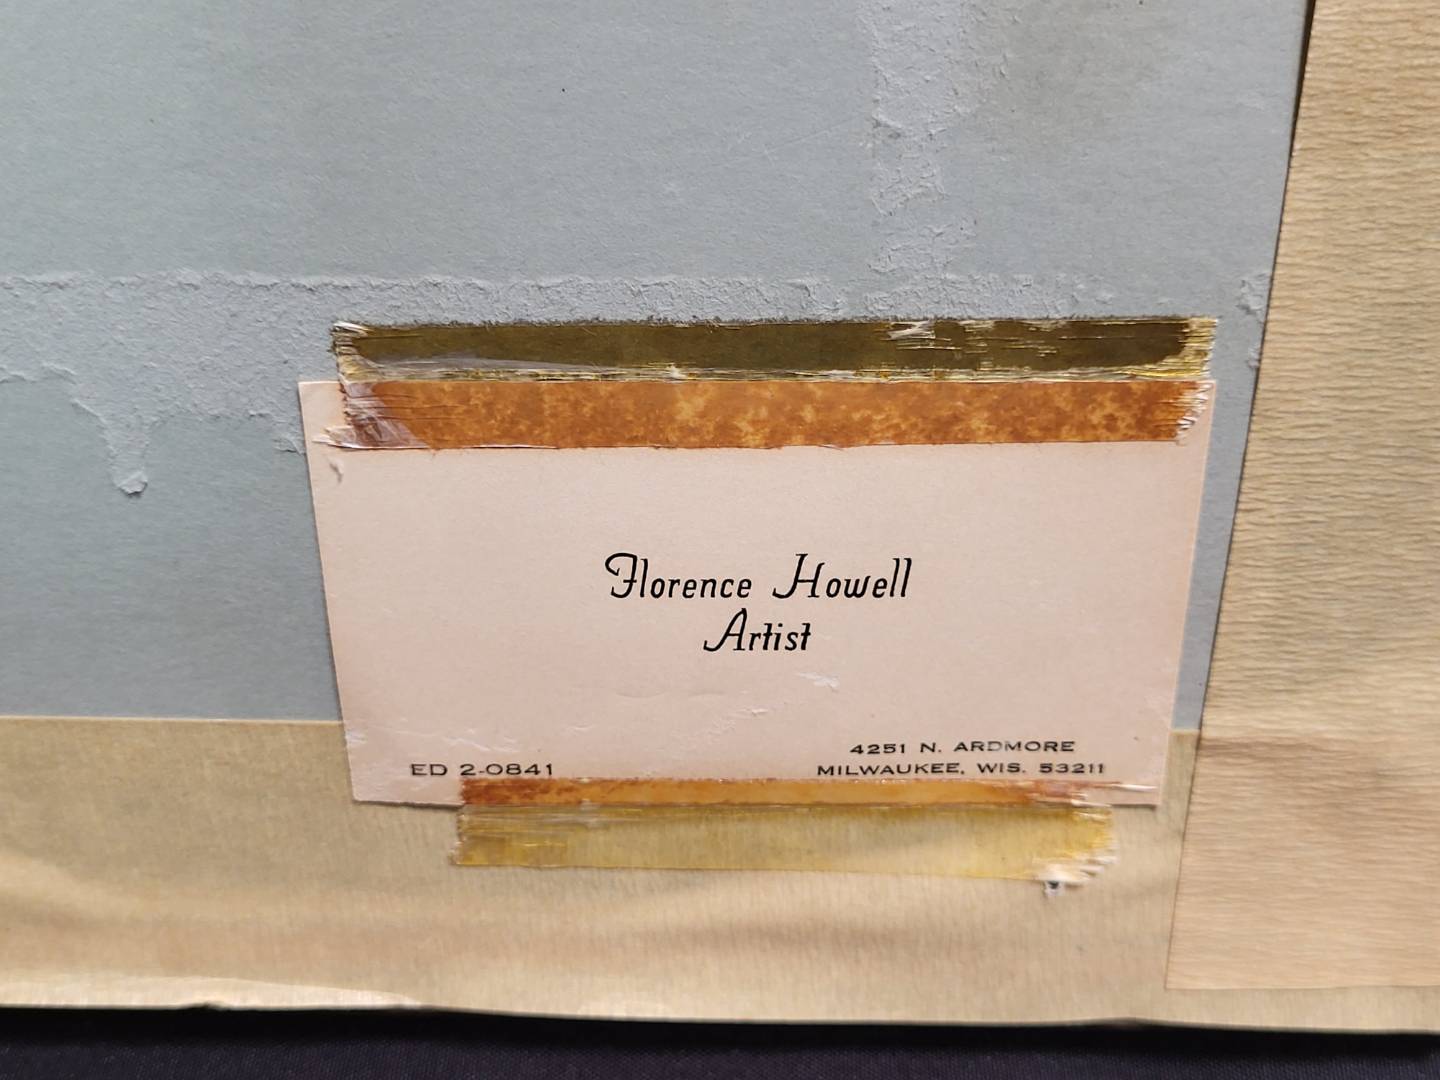 Florence Howell
Artist
ED 2-0841
4251 N. ARDMORE
MILWAUKEE, WIS. 53211